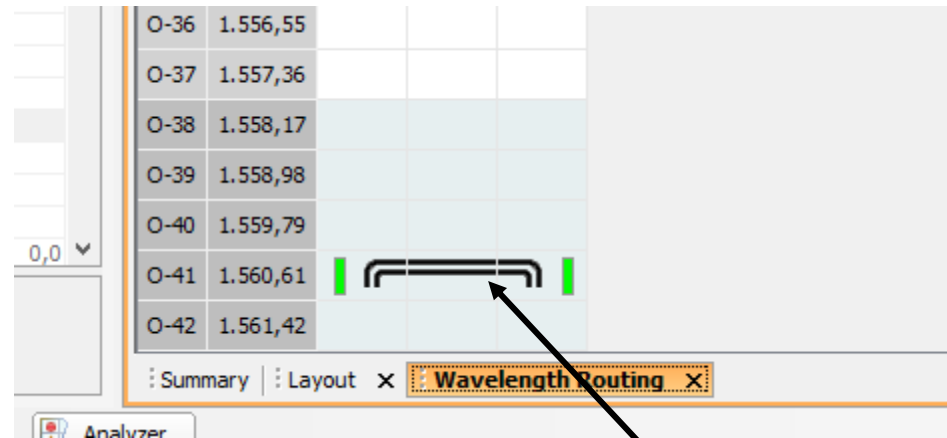 O-36 1.556,55
O-37 1.557,36
O-38 1.558,17
O-39 1.558,98
O-40 1.559,79
0,0
O-41 1.560,61
O-42 1.561,42
Summary Layout x Wavelength Routing x
Analyzer